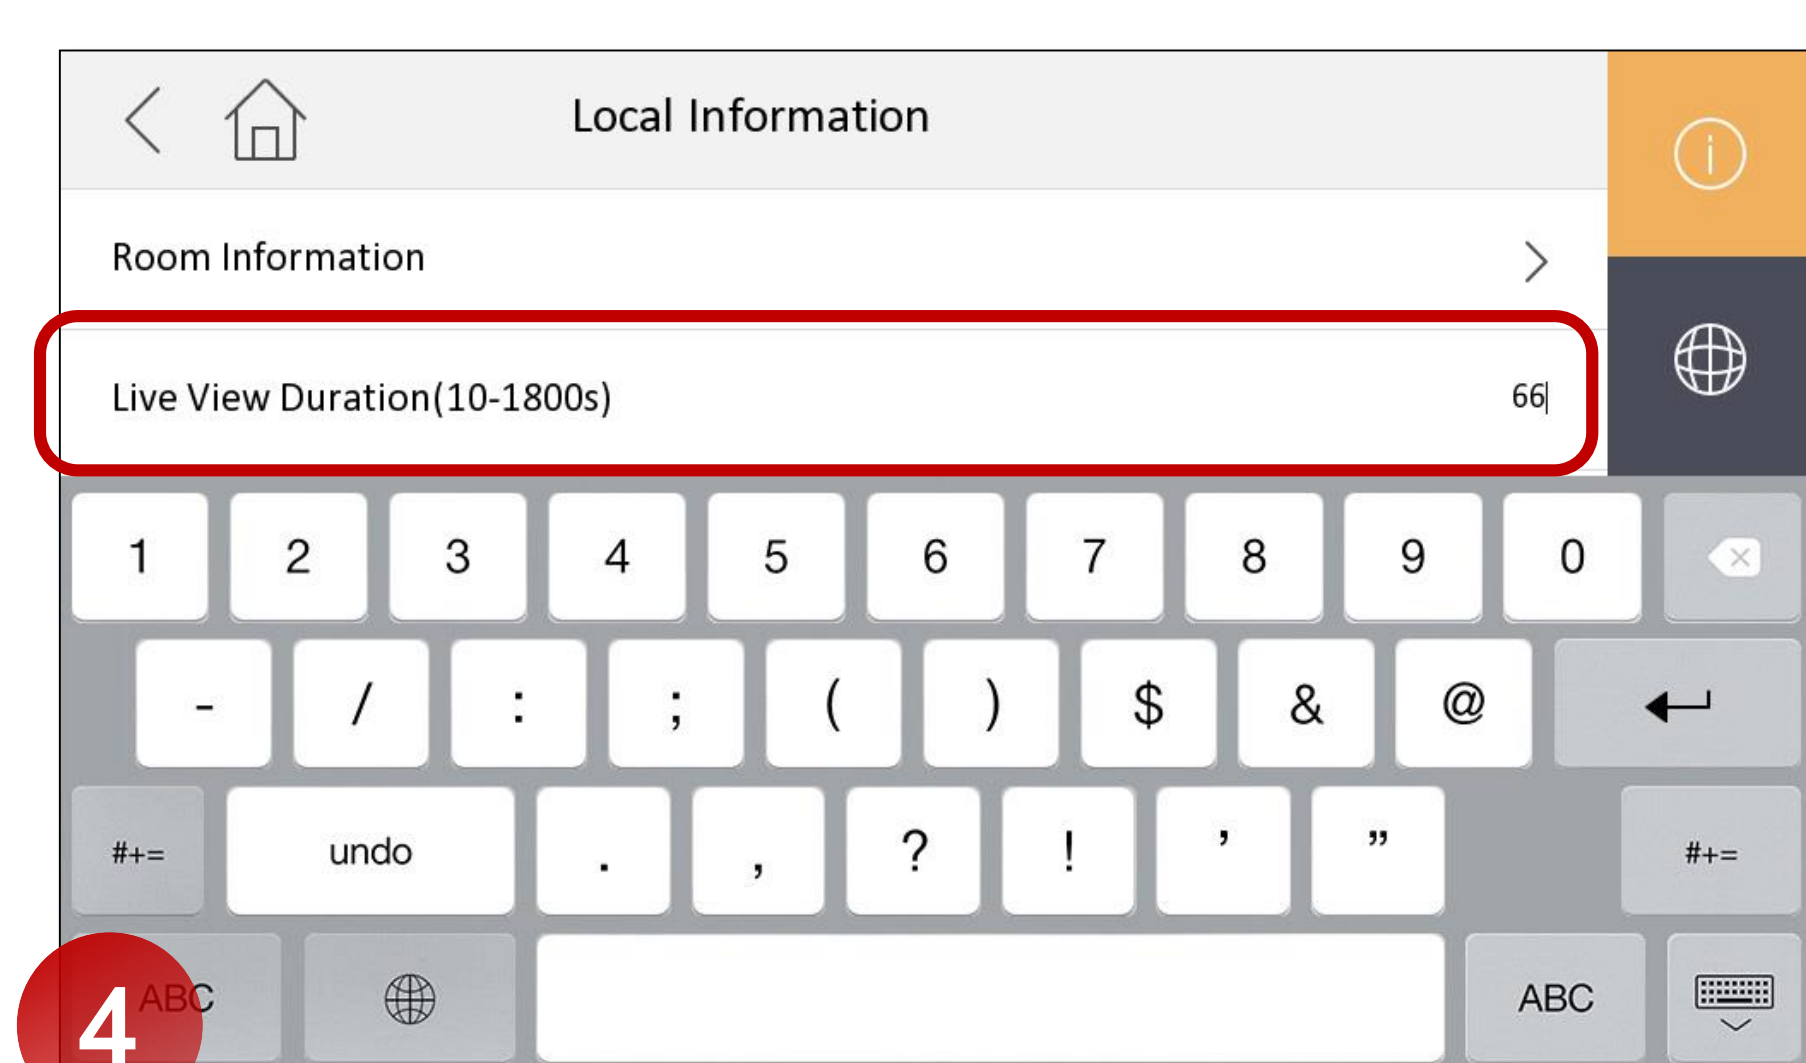 Local Information
Room Information
Live View Duration(10-1800s) 66
1 2 3 4 5 6 7 8 9 0
- / : ; ( ) $ & @
#+= undo . , ? ! ’ ” #+=
ABC ABC
4